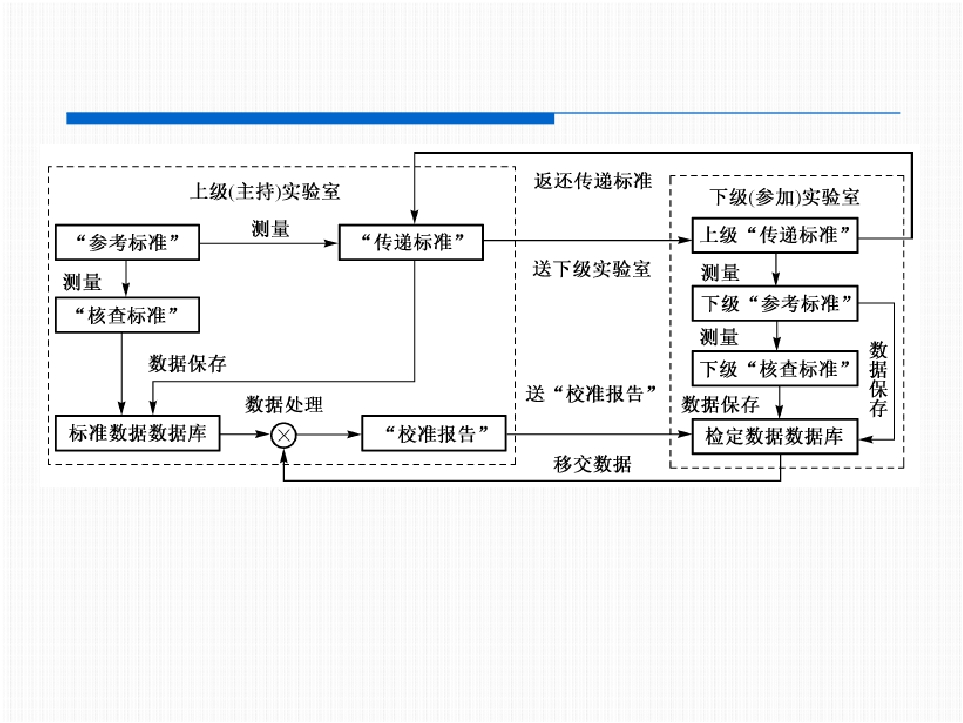 返还传递标准
上级(主持)实验室
下级(参加)实验室
“参考标准”
测量
“传递标准”
上级“传递标准”
送下级实验室
测量
测量
“核查标准”
下级“参考标准”
测量
数据保存
下级“核查标准”
数据保存
送“校准报告”
数据保存
数据处理
标准数据数据库
“校准报告”
检定数据数据库
移交数据